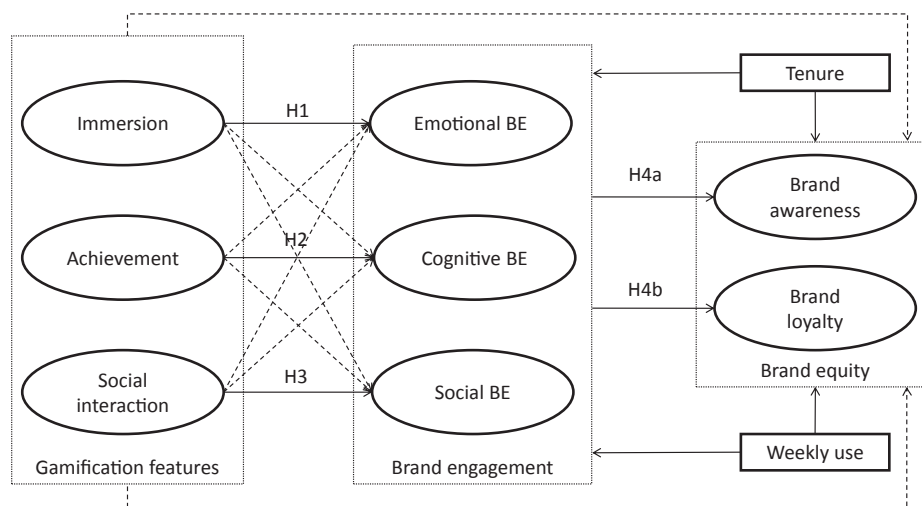 Immersion
Achievement
Social
interaction
Gamification features
H1
H2
H3
Emotional BE
Cognitive BE
Social BE
Brand engagement
H4a
H4b
Tenure
Brand
awareness
Brand
loyalty
Brand equity
Weekly use